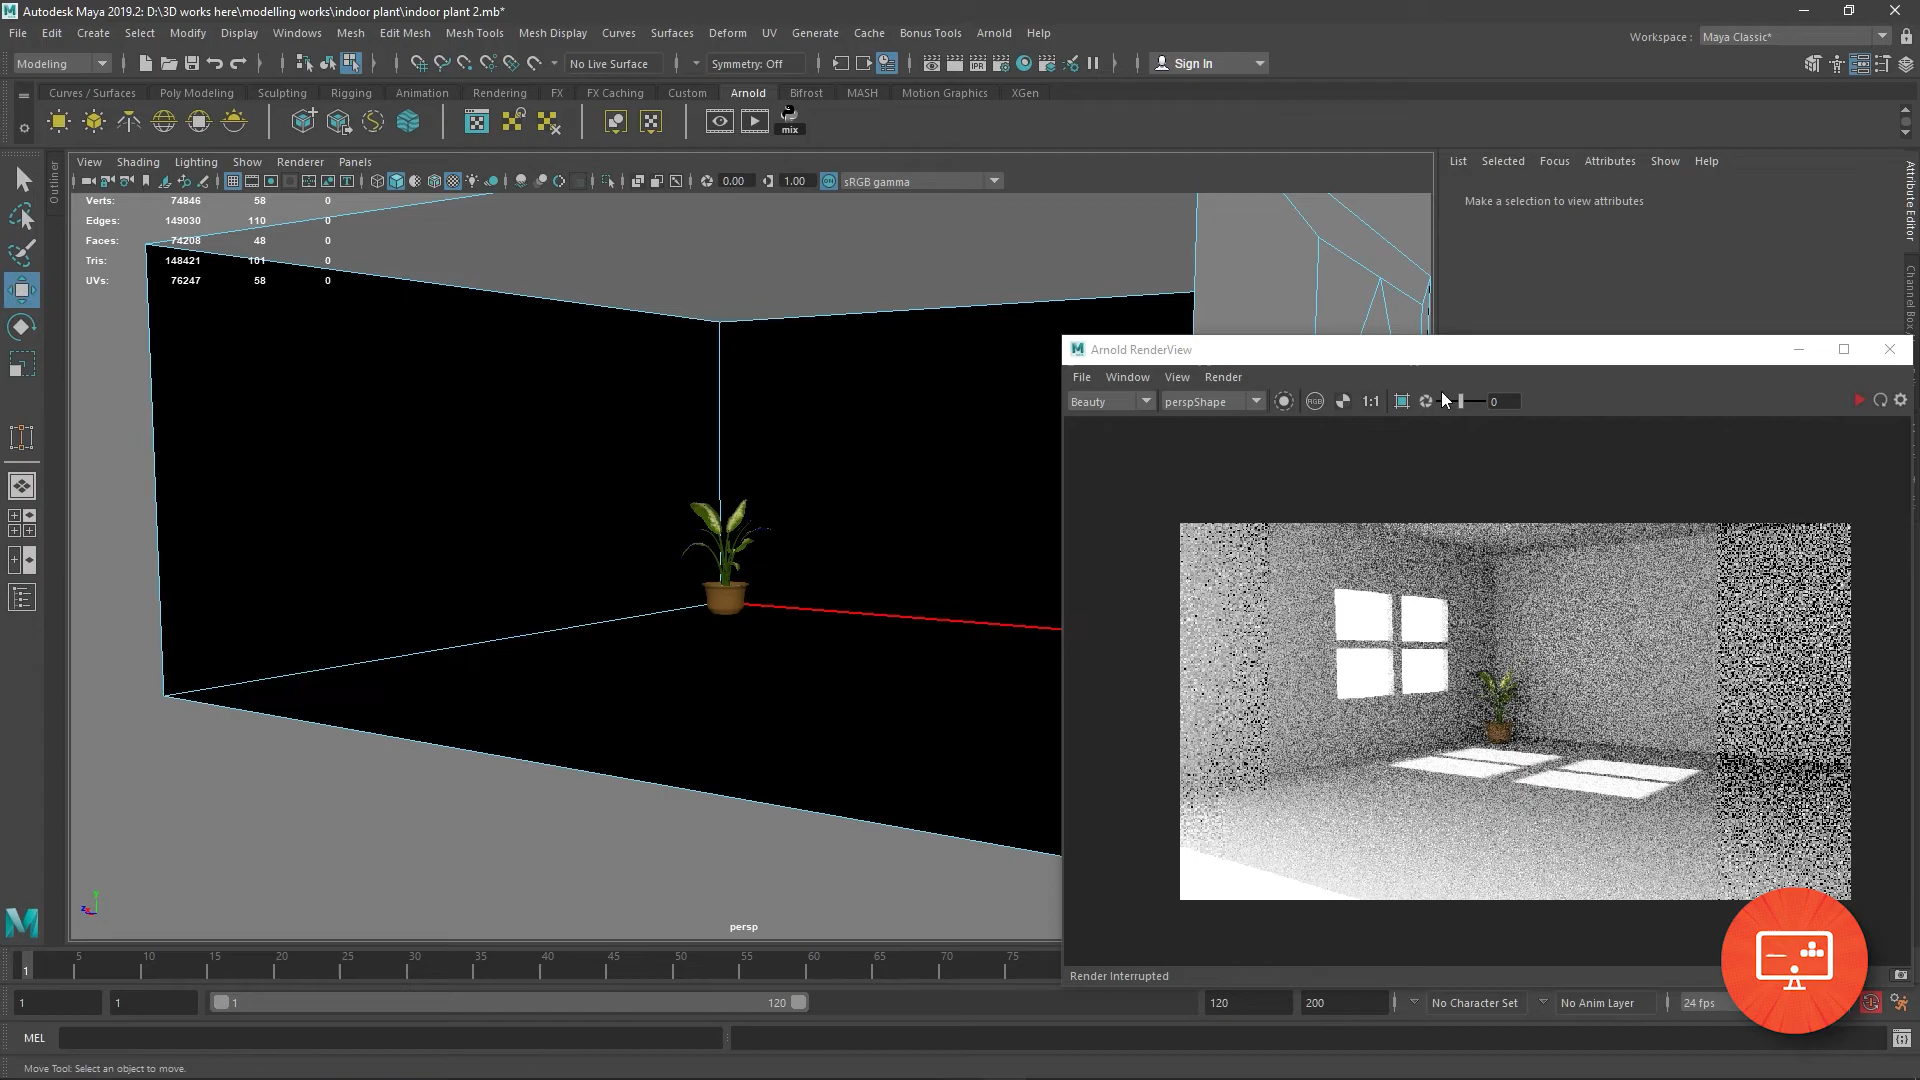 Autodesk Maya 2019.2: D:\3D works here\modelling works\indoor plant\indoor plant 2.mb*
File Edit Create Select Modify Display Windows Mesh Edit Mesh Mesh Tools Mesh Display Curves Surfaces Deform UV Generate Cache Bonus Tools Arnold Help
Workspace : Maya Classic*
Modeling No Live Surface Symmetry: Off Sign In
Curves / Surfaces Poly Modeling Sculpting Rigging Animation Rendering FX FX Caching Custom Arnold Bifrost MASH Motion Graphics XGen
mix
View Shading Lighting Show Renderer Panels
List Selected Focus Attributes Show Help
0.00 1.00 ON sRGB gamma
Make a selection to view attributes
Outliner
Attribute Editor
Verts: 74846 58 0
Edges: 149030 110 0
Faces: 74208 48 0
Tris: 148421 101 0
UVs: 76247 58 0
Arnold RenderView
File Window View Render
Beauty perspShape RGB 1:1 0
Render Interrupted
y
z
persp
5 10 15 20 25 30 35 40 45 50 55 60 65 70 75
1
1 1 1 120 120 200 No Character Set No Anim Layer 24 fps
MEL
Move Tool: Select an object to move.